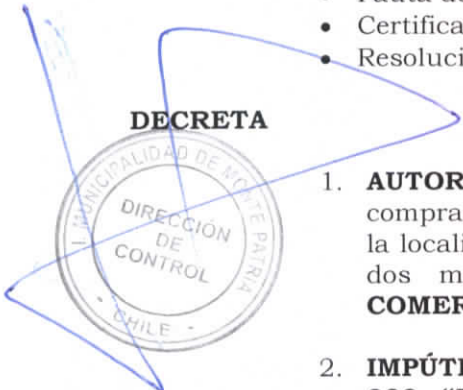 • Certifica
• Resoluci
DECRETA
I. MUNICIPALIDAD DE MONTE PATRIA
DIRECCIÓN
DE
CONTROL
- CHILE -
1. AUTOR
compra
la locali
dos m
COMER
2. IMPÚT